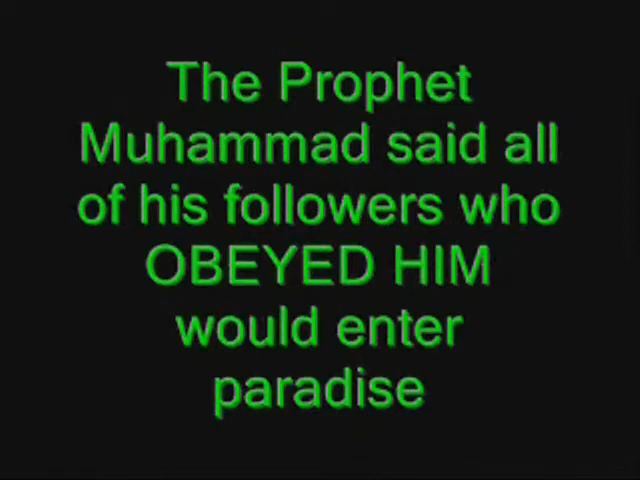 The Prophet
Muhammad said all
of his followers who
OBEYED HIM
would enter
paradise